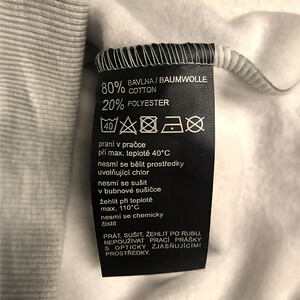 80% BAVLNA / BAUMWOLLE
COTTON
20% POLYESTER
40
praní v pračce
při max. teplotě 40°C
nesmí se bělit prostředky
uvolňující chlor
nesmí se sušit
v bubnové sušičce
žehlit při teplotě
max. 110°C
nesmí se chemicky
čistit
PRÁT, SUŠIT, ŽEHLIT PO RUBU.
NEPOUŽÍVAT PRACÍ PRÁŠKY
S OPTICKY ZJASŇUJÍCÍMI
PROSTŘEDKY.